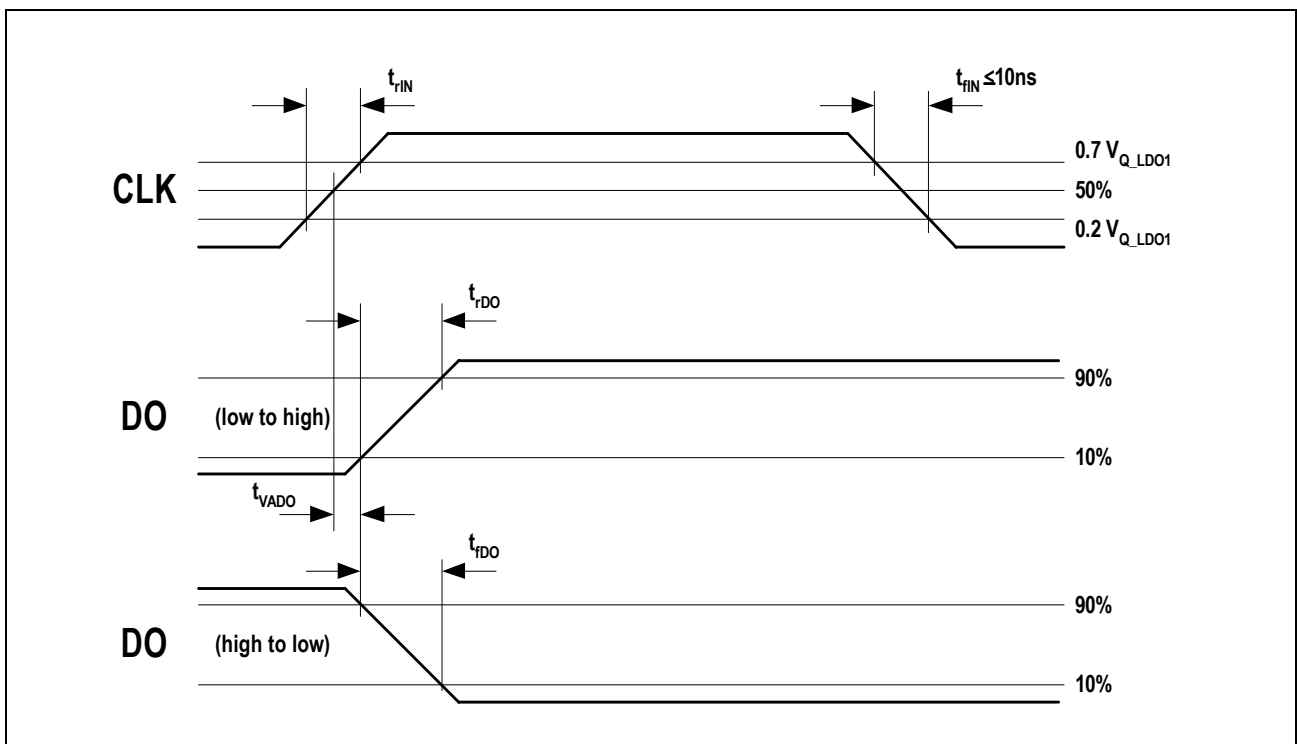 t_rIN
t_fIN ≤10ns
0.7 V_Q_LDO1
CLK
50%
0.2 V_Q_LDO1
t_rDO
90%
DO (low to high)
10%
t_VADO
t_fDO
90%
DO (high to low)
10%